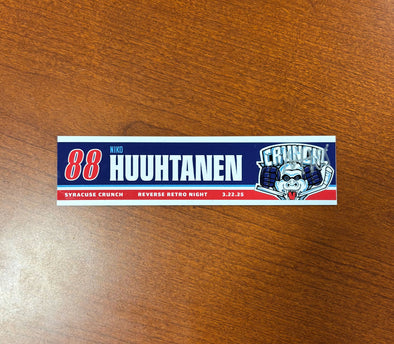 88
NIKO
HUUHTANEN
CRUNCH
SYRACUSE CRUNCH REVERSE RETRO NIGHT 3.22.25